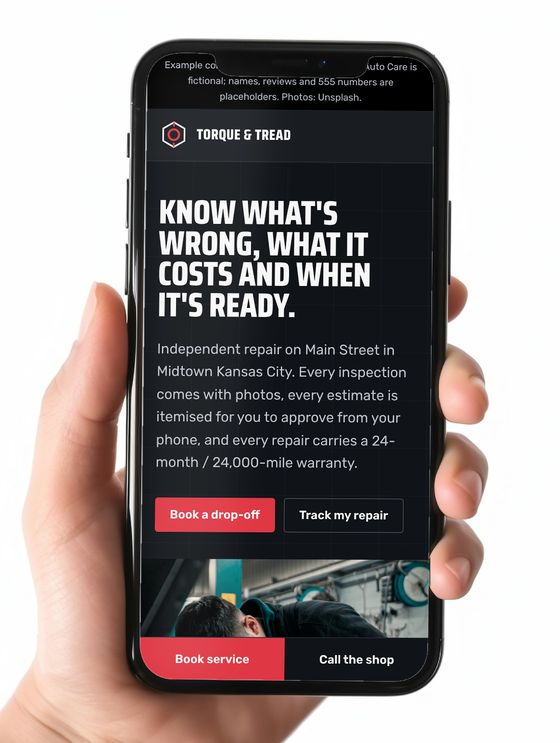 Example co
Auto Care is
fictional; names, reviews and 555 numbers are
placeholders. Photos: Unsplash.
TORQUE & TREAD
KNOW WHAT'S
WRONG, WHAT IT
COSTS AND WHEN
IT'S READY.
Independent repair on Main Street in
Midtown Kansas City. Every inspection
comes with photos, every estimate is
itemised for you to approve from your
phone, and every repair carries a 24-
month / 24,000-mile warranty.
Book a drop-off
Track my repair
Book service
Call the shop